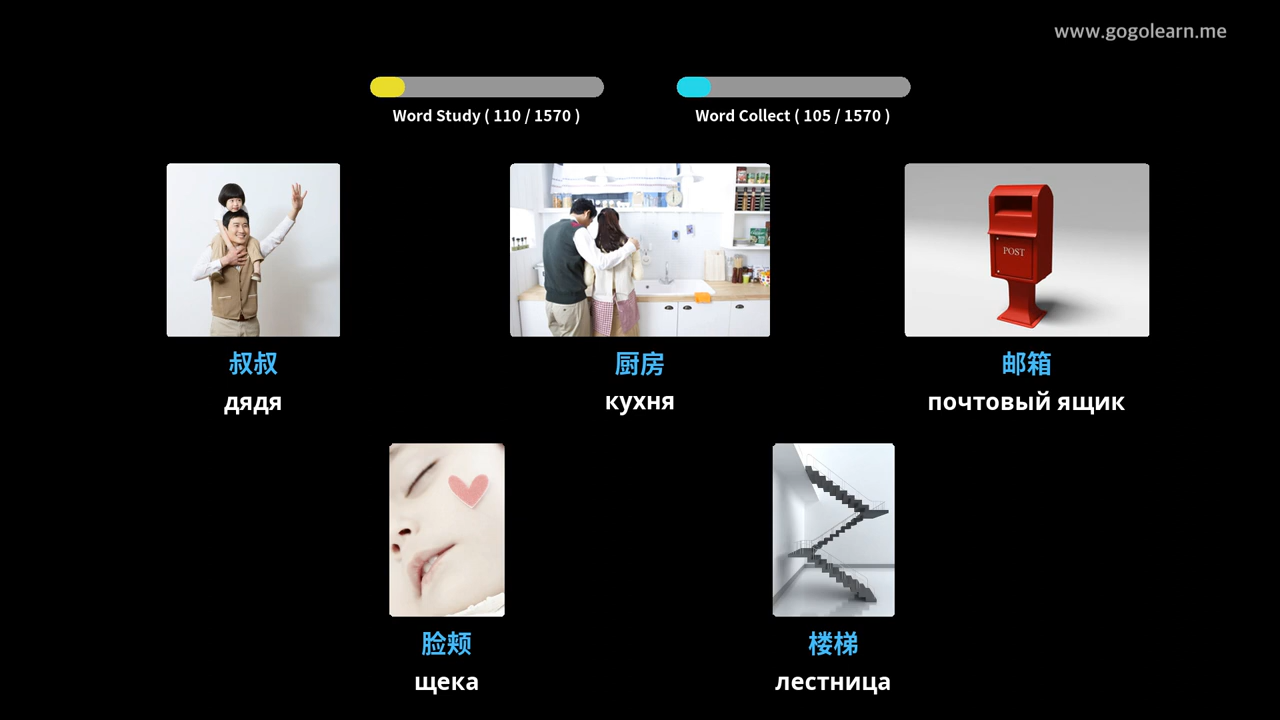 www.gogolearn.me
Word Study ( 110 / 1570 )
Word Collect ( 105 / 1570 )
POST
叔叔
дядя
厨房
кухня
邮箱
почтовый ящик
脸颊
щека
楼梯
лестница